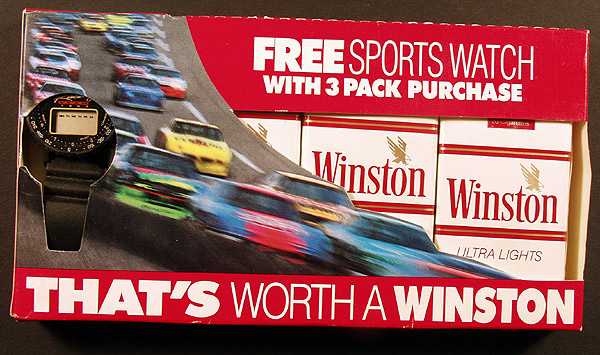 FREE SPORTS WATCH
WITH 3 PACK PURCHASE
Winston
Winston
ULTRA LIGHTS
THAT'S WORTH A WINSTON